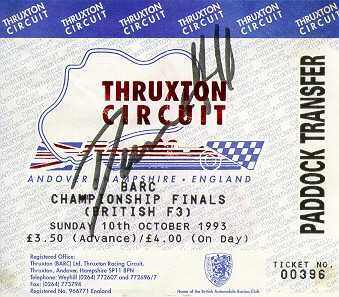 THRUXTON CIRCUIT
THRUXTON CIRCUIT
THRUXTON CIRCUIT
THRUXTON
CIRCUIT
ANDOVER HAMPSHIRE • ENGLAND
BARC
CHAMPIONSHIP FINALS
(BRITISH F3)
SUNDAY 10TH OCTOBER 1993
£3.50 (Advance)/£4.00 (On Day)
PADDOCK TRANSFER
Registered Office:
Thruxton (BARC) Ltd, Thruxton Racing Circuit,
Thruxton, Andover, Hampshire SP11 8PN
Telephone: Weyhill (0264) 772607 and 772696/7
Fax: (0264) 773794
Registered No. 966771 England
Home of the British Automobile Racing Club
TICKET NO.
00396